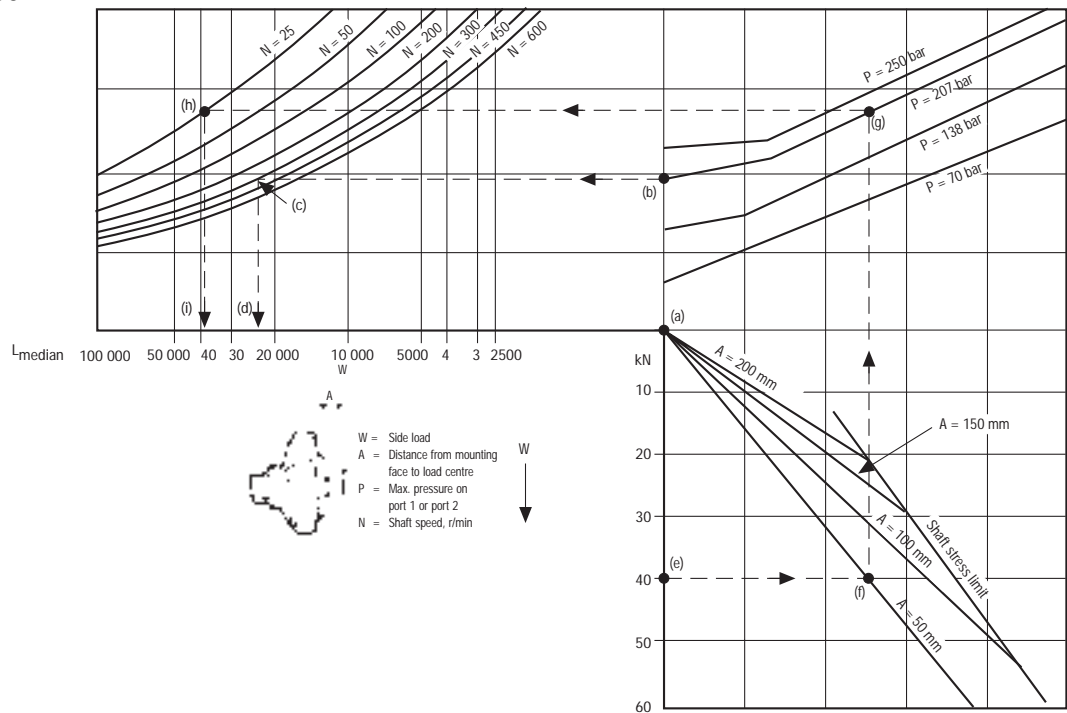 N = 25
N = 50
N = 100
N = 200
N = 300
N = 450
N = 600
P = 250 bar
P = 207 bar
P = 138 bar
P = 70 bar
(h)
(g)
(b)
(c)
(i)
(d)
(a)
Lmedian 100 000 50 000 40 30 20 000 10 000 5000 4 3 2500
W
A
W = Side load
A = Distance from mounting
face to load centre
P = Max. pressure on
port 1 or port 2
N = Shaft speed, r/min
W
kN
10
20
30
40
50
60
A = 200 mm
A = 150 mm
A = 100 mm
A = 50 mm
Shaft stress limit
(e)
(f)